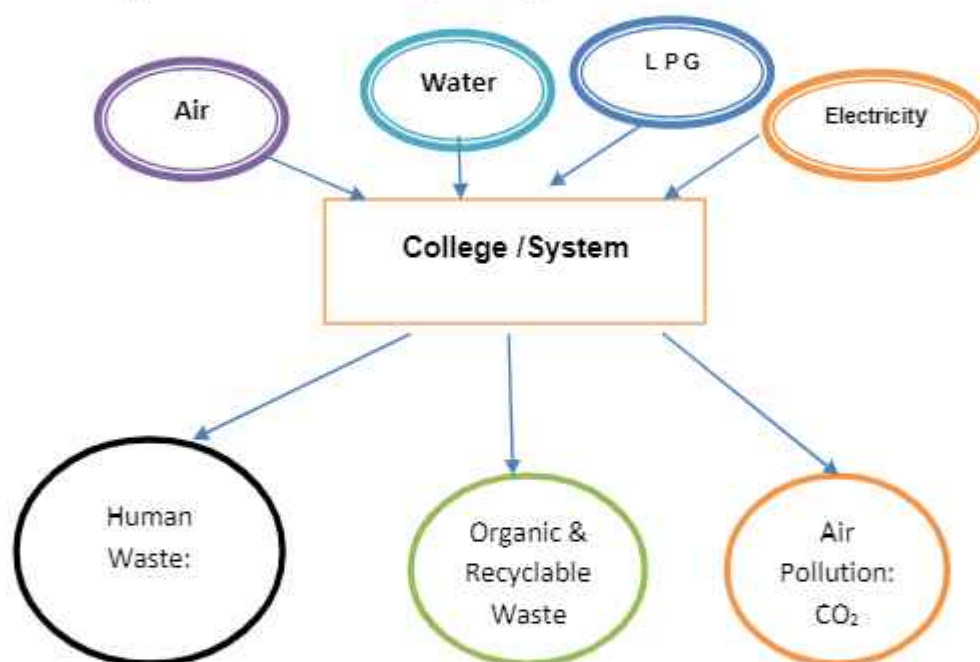 Air
Water
L P G
Electricity
College /System
Human
Waste:
Organic &
Recyclable
Waste
Air
Pollution:
CO₂